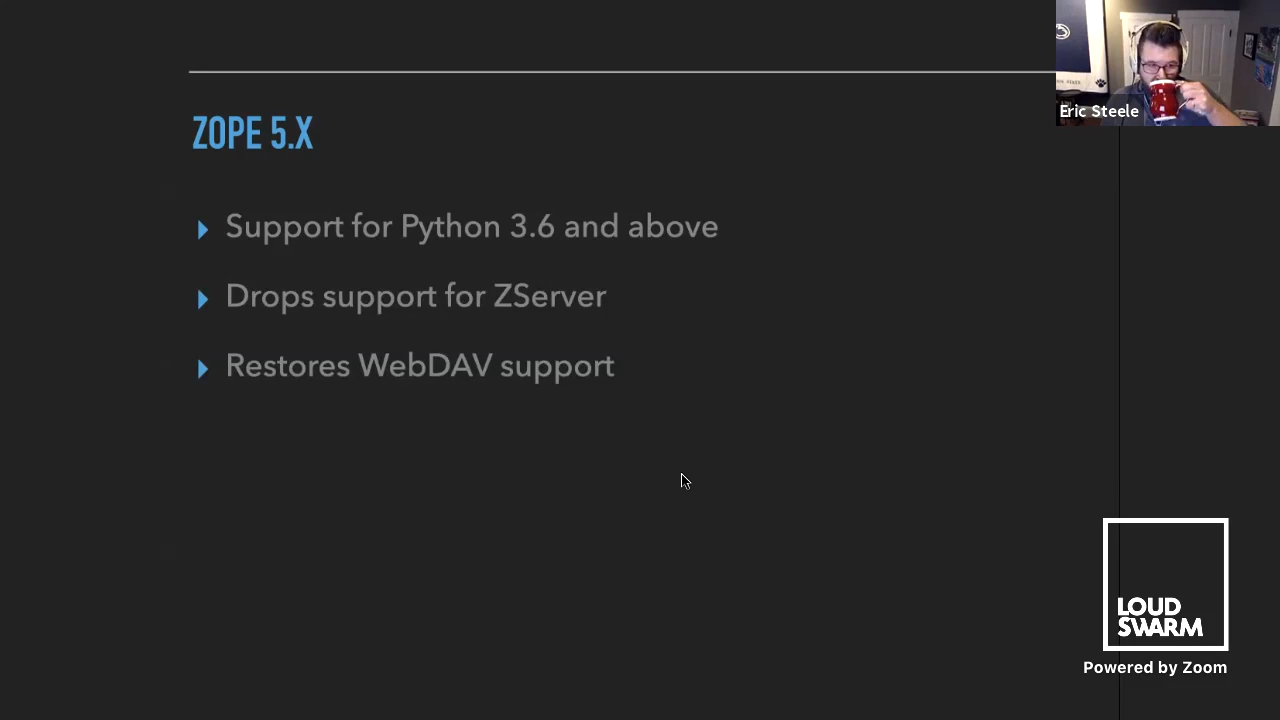 ZOPE 5.X
Support for Python 3.6 and above
Drops support for ZServer
Restores WebDAV support
Eric Steele
LOUD
SWARM
Powered by Zoom